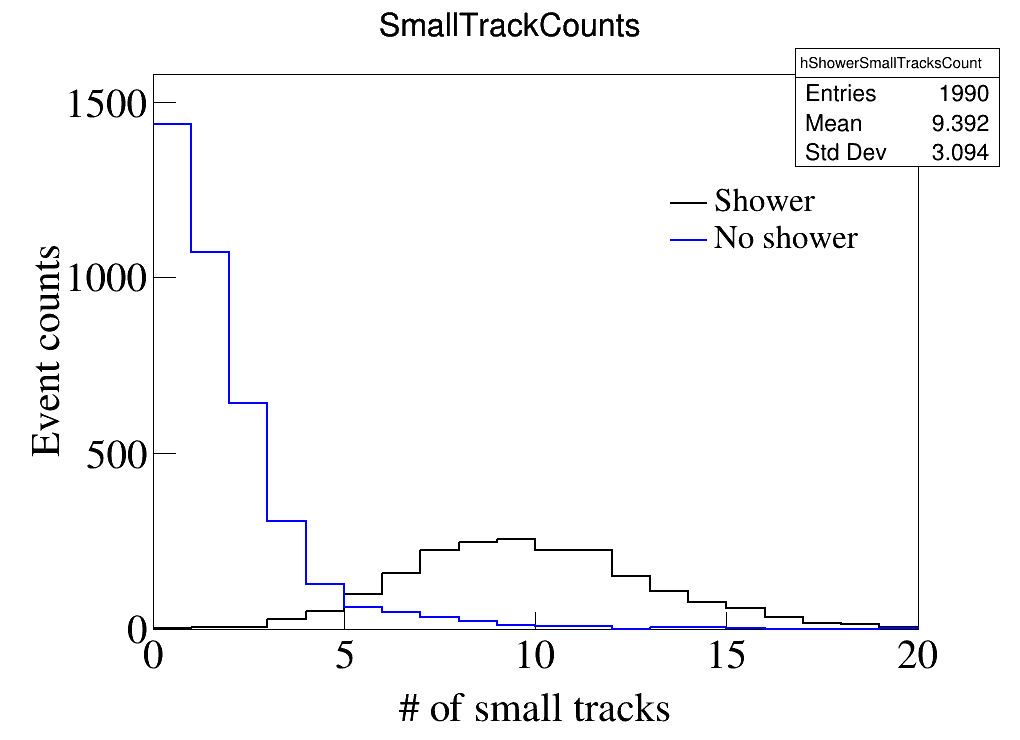 SmallTrackCounts
hShowerSmallTracksCount
Entries 1990
Mean 9.392
Std Dev 3.094
Shower
No shower
Event counts
1500
1000
500
0
0 5 10 15 20
# of small tracks